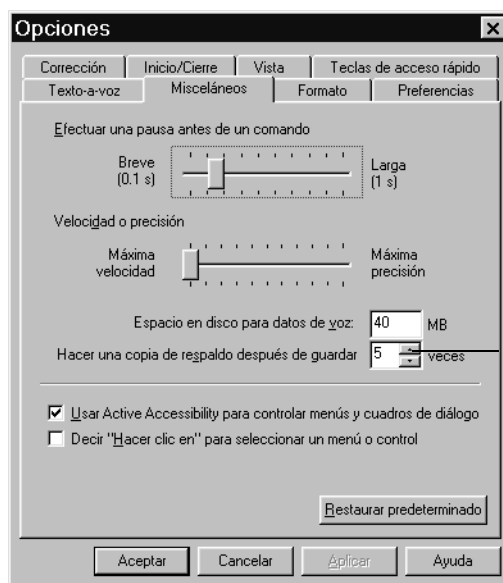 Opciones
Corrección Inicio/Cierre Vista Teclas de acceso rápido
Texto-a-voz Misceláneos Formato Preferencias
Efectuar una pausa antes de un comando
Breve
(0.1 s)
Larga
(1 s)
Velocidad o precisión
Máxima
velocidad
Máxima
precisión
Espacio en disco para datos de voz: 40 MB
Hacer una copia de respaldo después de guardar 5 veces
Usar Active Accessibility para controlar menús y cuadros de diálogo
Decir "Hacer clic en" para seleccionar un menú o control
Restaurar predeterminado
Aceptar Cancelar Aplicar Ayuda